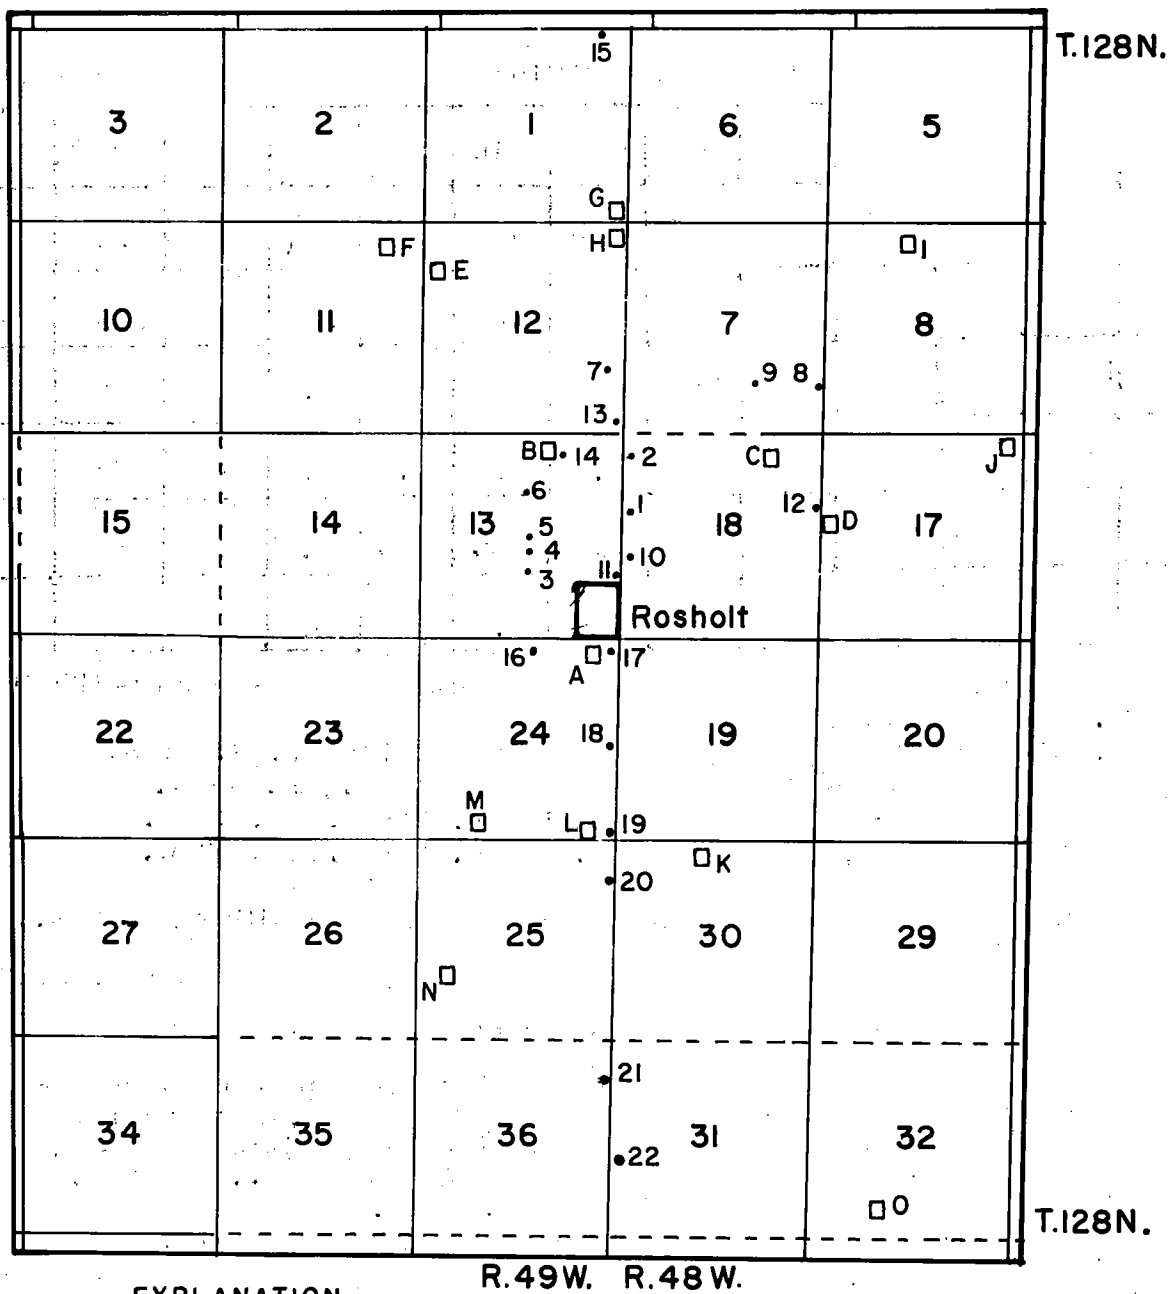 T.128N.
15
3 2 1 6 5
G
H I
F
E
10 11 12 7 8
7 9 8
13
B 14 2 C J
6
1 12
15 14 13 18 D 17
5
4 10
3 11
Rosholt
16 17
A
22 23 24 18 19 20
M
L 19
K
20
27 26 25 30 29
N
21
34 35 36 31 32
22
O
T.128N.
R.49W. R.48W.
EXPLANATION